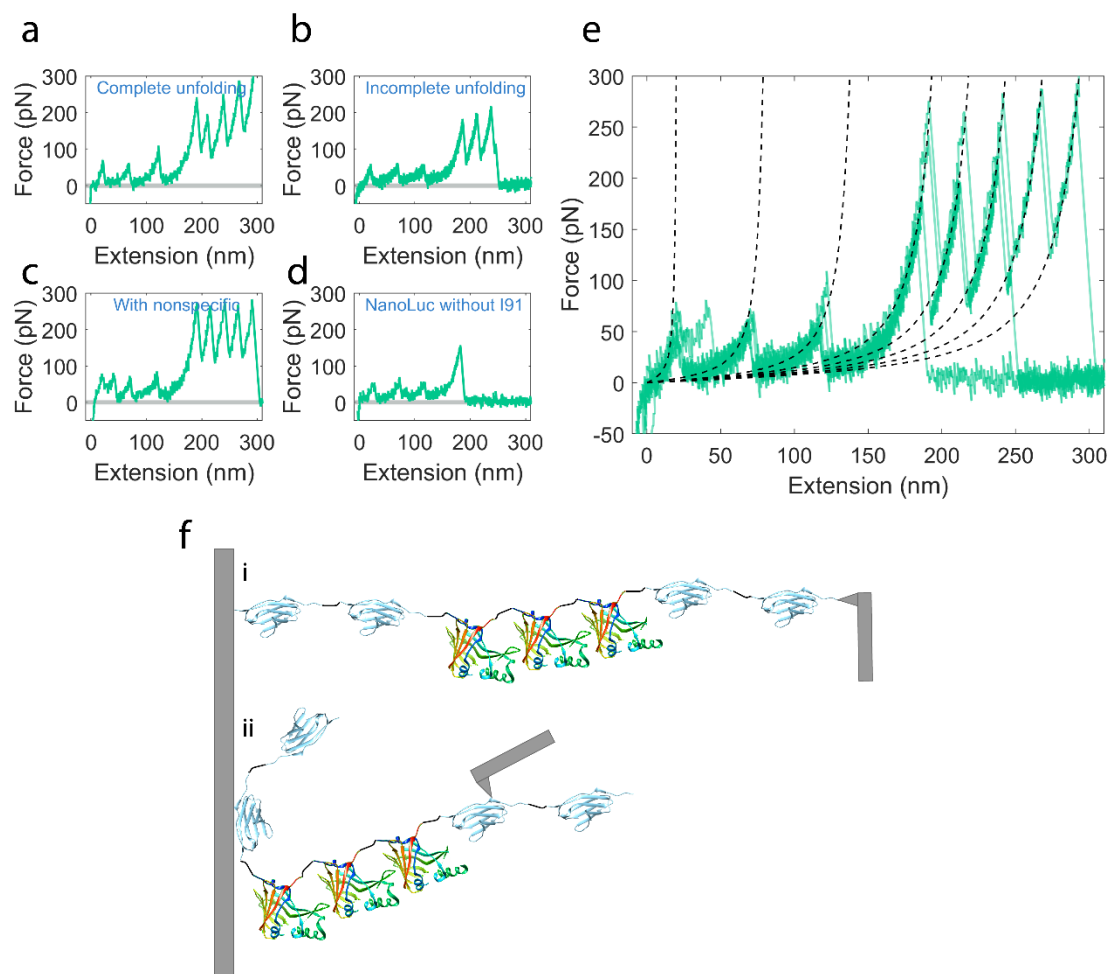 a
Complete unfolding
300
200
100
0
Force (pN)
0 100 200 300
Extension (nm)
b
Incomplete unfolding
300
200
100
0
Force (pN)
0 100 200 300
Extension (nm)
c
With nonspecific
300
200
100
0
Force (pN)
0 100 200 300
Extension (nm)
d
NanoLuc without I91
300
200
100
0
Force (pN)
0 100 200 300
Extension (nm)
e
300
250
200
150
100
50
0
-50
Force (pN)
0 50 100 150 200 250 300
Extension (nm)
f
i
ii